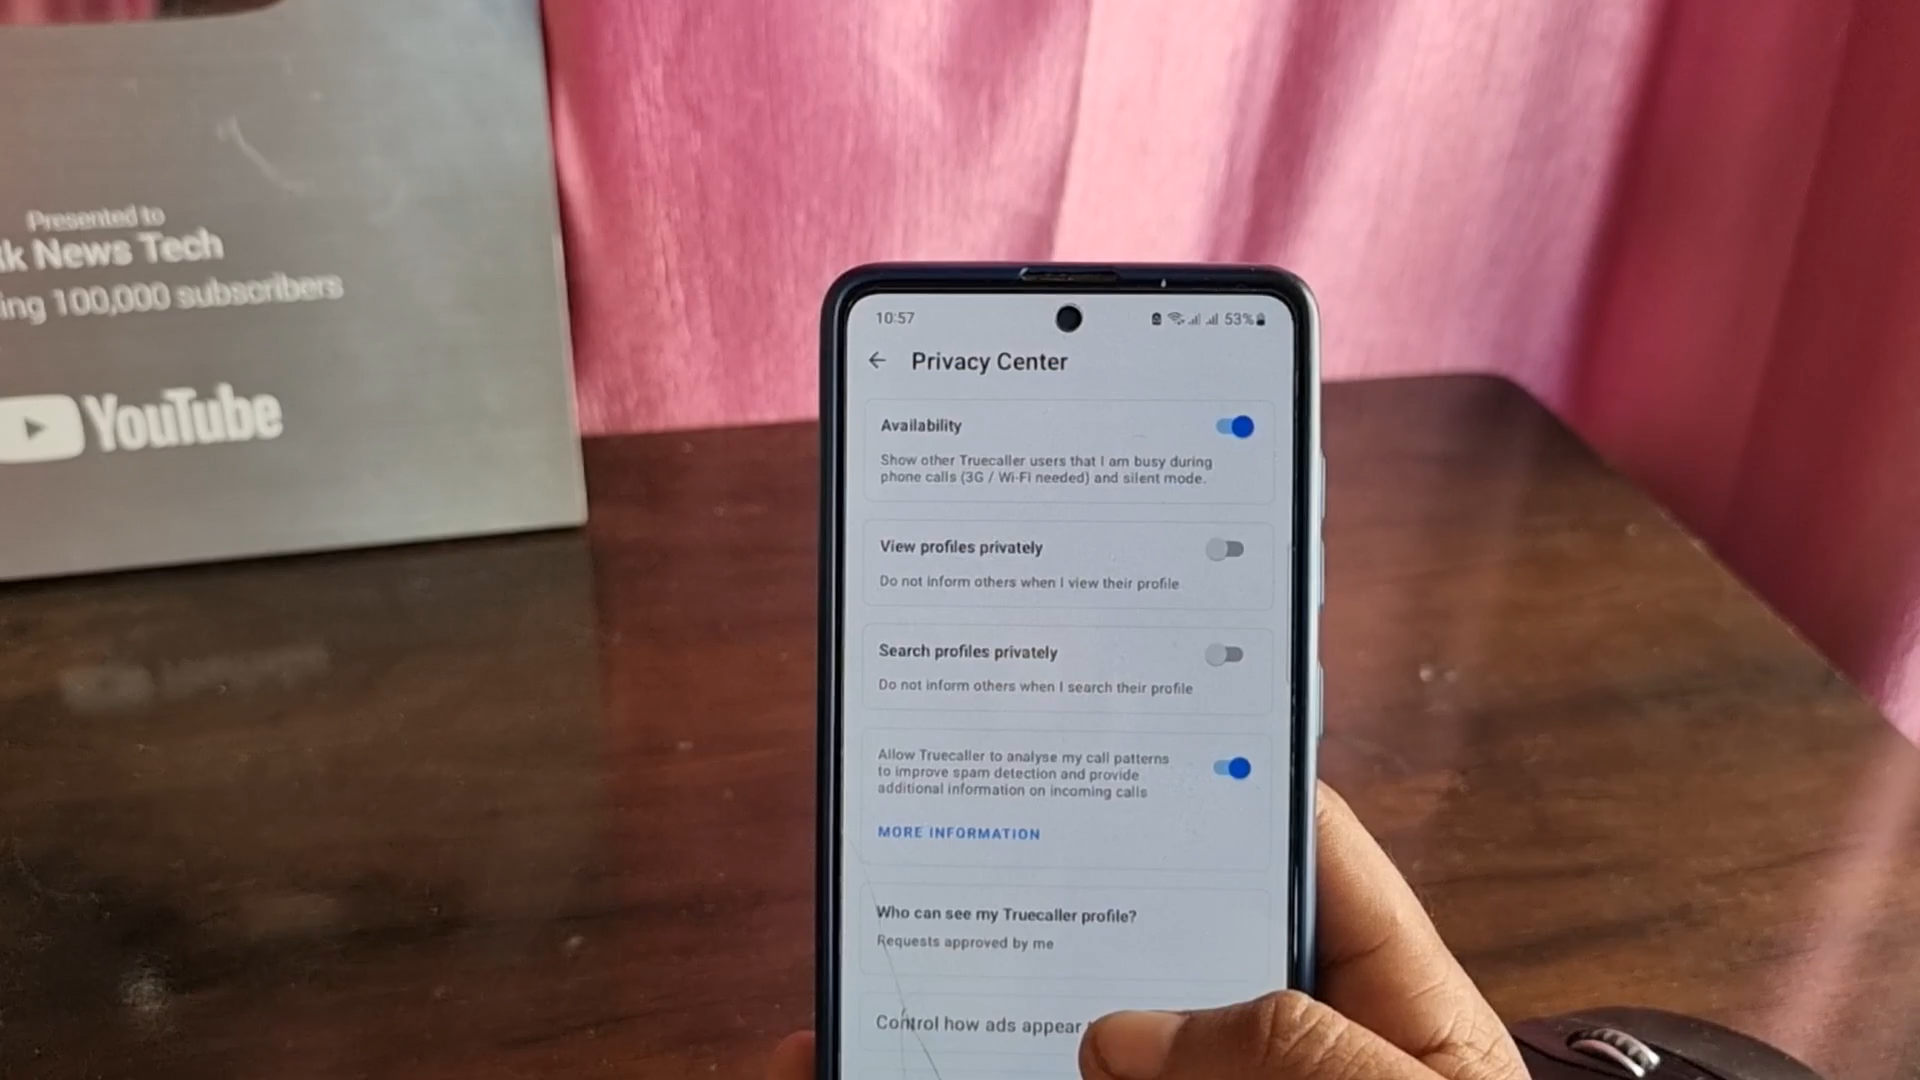 Presented to
News Tech
100,000 subscribers
YouTube
10:57
53%
Privacy Center
Availability
Show other Truecaller users that I am busy during
phone calls (3G / Wi-Fi needed) and silent mode.
View profiles privately
Do not inform others when I view their profile
Search profiles privately
Do not inform others when I search their profile
Allow Truecaller to analyse my call patterns
to improve spam detection and provide
additional information on incoming calls
MORE INFORMATION
Who can see my Truecaller profile?
Requests approved by me
Control how ads appear